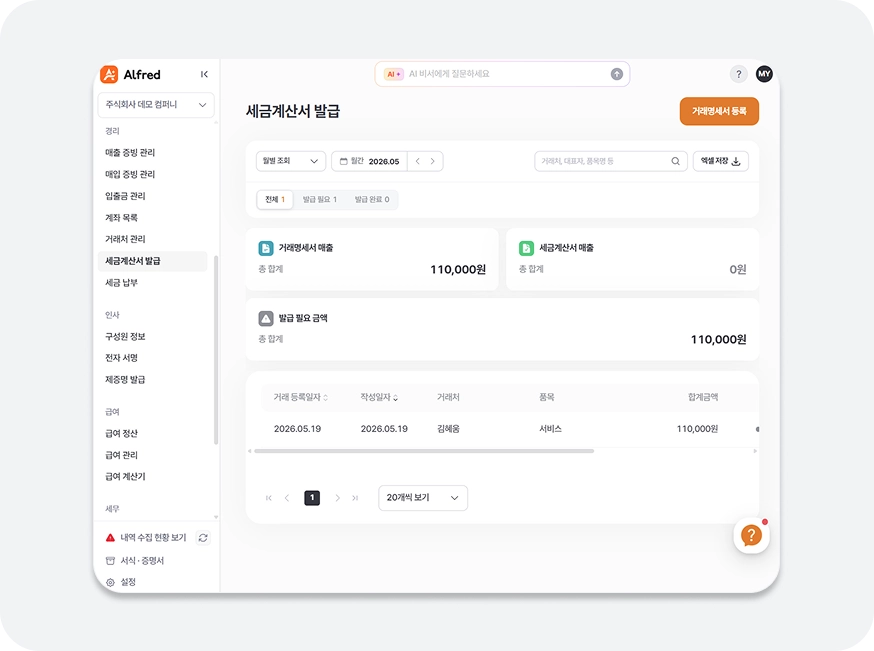 Alfred
주식회사 데모 컴퍼니
경리
매출 증빙 관리
매입 증빙 관리
입출금 관리
계좌 목록
거래처 관리
세금계산서 발급
세금 납부
인사
구성원 정보
전자 서명
제증명 발급
급여
급여 정산
급여 관리
급여 계산기
세무
내역 수집 현황 보기
서식 · 증명서
설정
AI AI 비서에게 질문하세요
? MY
세금계산서 발급
거래명세서 등록
월별 조회 월간 2026.05
거래처, 대표자, 품목명 등
엑셀 저장
전체 1 발급 필요 1 발급 완료 0
거래명세서 매출
총 합계 110,000원
세금계산서 매출
총 합계 0원
발급 필요 금액
총 합계 110,000원
거래 등록일자 작성일자 거래처 품목 합계금액
2026.05.19 2026.05.19 김혜움 서비스 110,000원
1 20개씩 보기
?